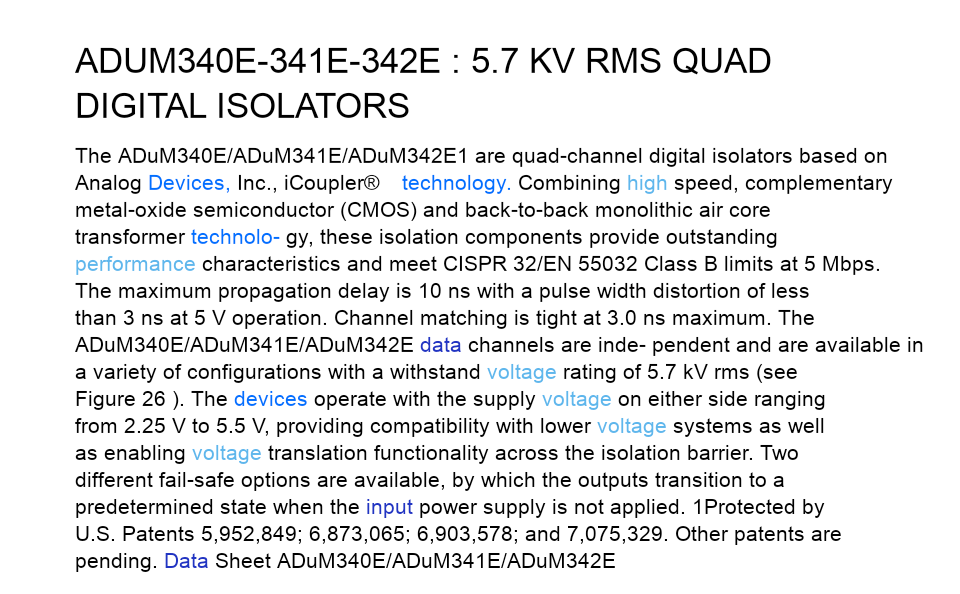 ADUM340E-341E-342E : 5.7 KV RMS QUAD
DIGITAL ISOLATORS
The ADuM340E/ADuM341E/ADuM342E1 are quad-channel digital isolators based on
Analog Devices, Inc., iCoupler® technology. Combining high speed, complementary
metal-oxide semiconductor (CMOS) and back-to-back monolithic air core
transformer technolo- gy, these isolation components provide outstanding
performance characteristics and meet CISPR 32/EN 55032 Class B limits at 5 Mbps.
The maximum propagation delay is 10 ns with a pulse width distortion of less
than 3 ns at 5 V operation. Channel matching is tight at 3.0 ns maximum. The
ADuM340E/ADuM341E/ADuM342E data channels are inde- pendent and are available in
a variety of configurations with a withstand voltage rating of 5.7 kV rms (see
Figure 26 ). The devices operate with the supply voltage on either side ranging
from 2.25 V to 5.5 V, providing compatibility with lower voltage systems as well
as enabling voltage translation functionality across the isolation barrier. Two
different fail-safe options are available, by which the outputs transition to a
predetermined state when the input power supply is not applied. 1Protected by
U.S. Patents 5,952,849; 6,873,065; 6,903,578; and 7,075,329. Other patents are
pending. Data Sheet ADuM340E/ADuM341E/ADuM342E